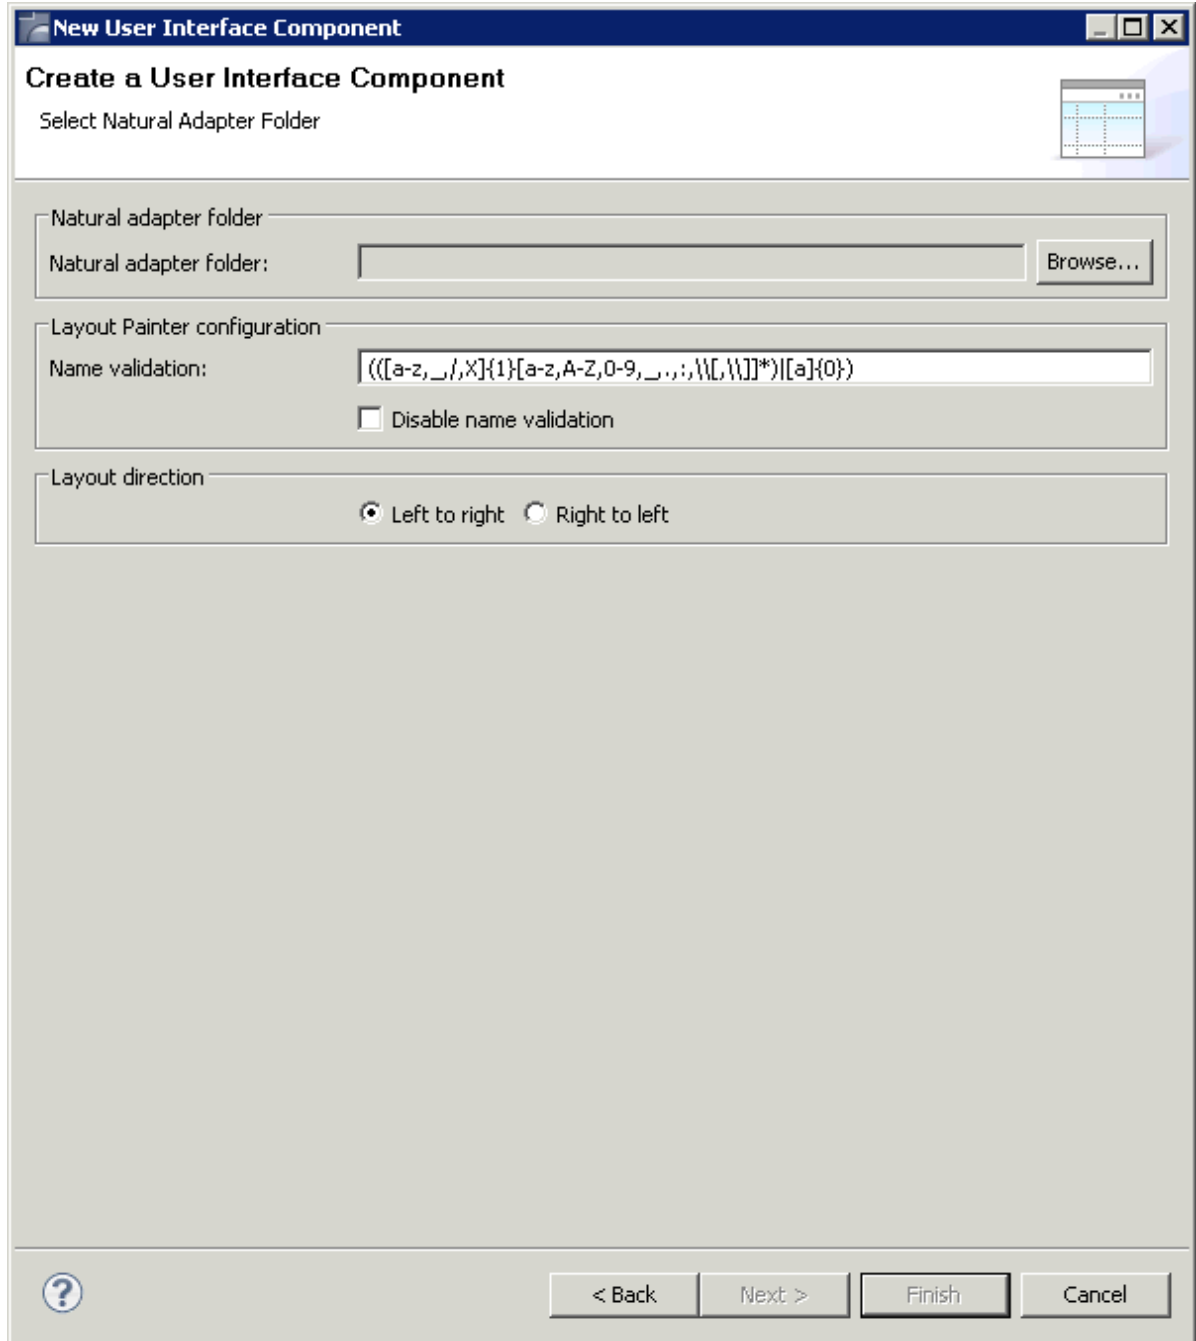 New User Interface Component
Create a User Interface Component
Select Natural Adapter Folder
Natural adapter folder
Natural adapter folder:
Browse...
Layout Painter configuration
Name validation:
(([a-z,_,/,X]{1}[a-z,A-Z,0-9,_,.,:,\\[,\\]]*)|[a]{0})
Disable name validation
Layout direction
Left to right
Right to left
?
< Back
Next >
Finish
Cancel